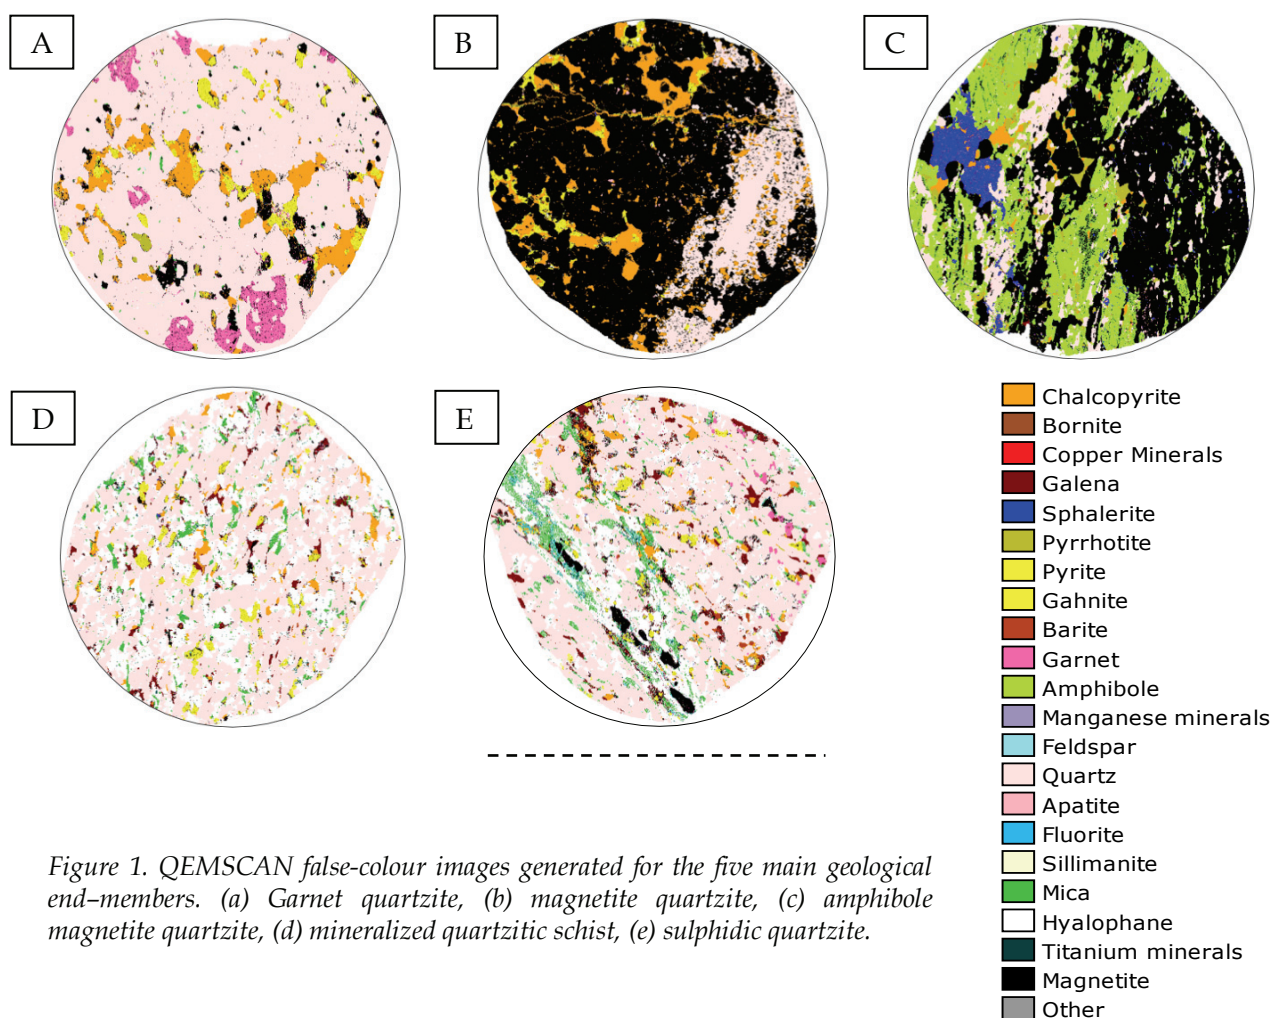 A
B
C
D
E
Chalcopyrite
Bornite
Copper Minerals
Galena
Sphalerite
Pyrrhotite
Pyrite
Gahnite
Barite
Garnet
Amphibole
Manganese minerals
Feldspar
Quartz
Apatite
Fluorite
Sillimanite
Mica
Hyalophane
Titanium minerals
Magnetite
Other
Figure 1. QEMSCAN false-colour images generated for the five main geological
end–members. (a) Garnet quartzite, (b) magnetite quartzite, (c) amphibole
magnetite quartzite, (d) mineralized quartzitic schist, (e) sulphidic quartzite.